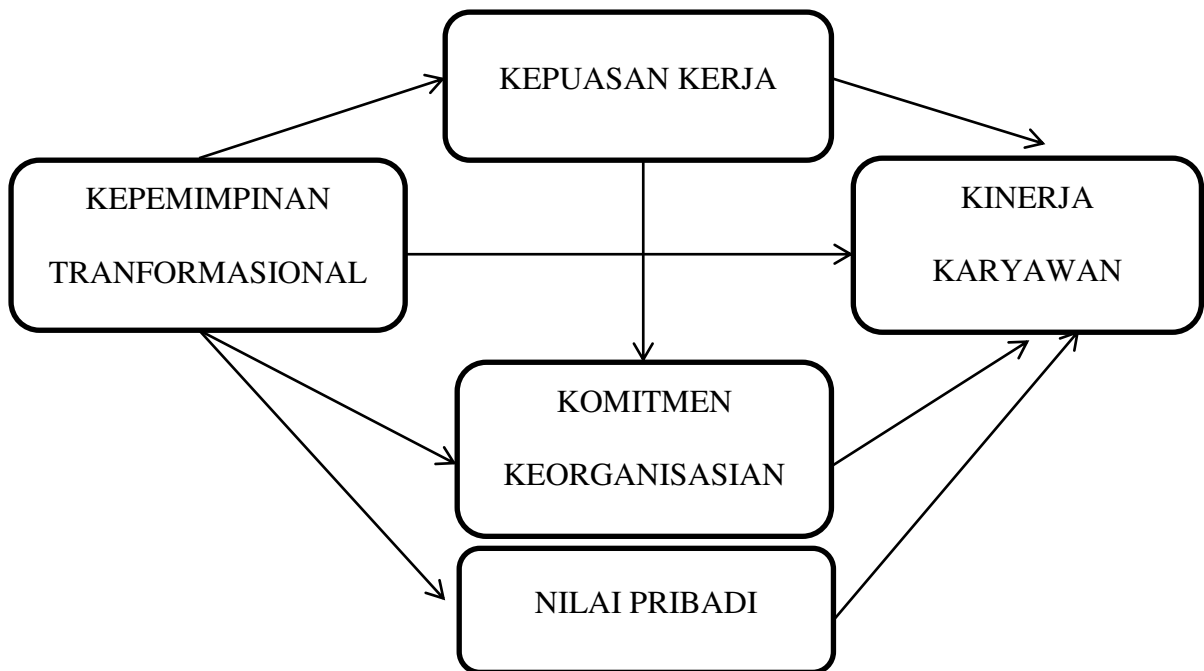 KEPUASAN KERJA
KEPEMIMPINAN
TRANFORMASIONAL
KINERJA
KARYAWAN
KOMITMEN
KEORGANISASIAN
NILAI PRIBADI